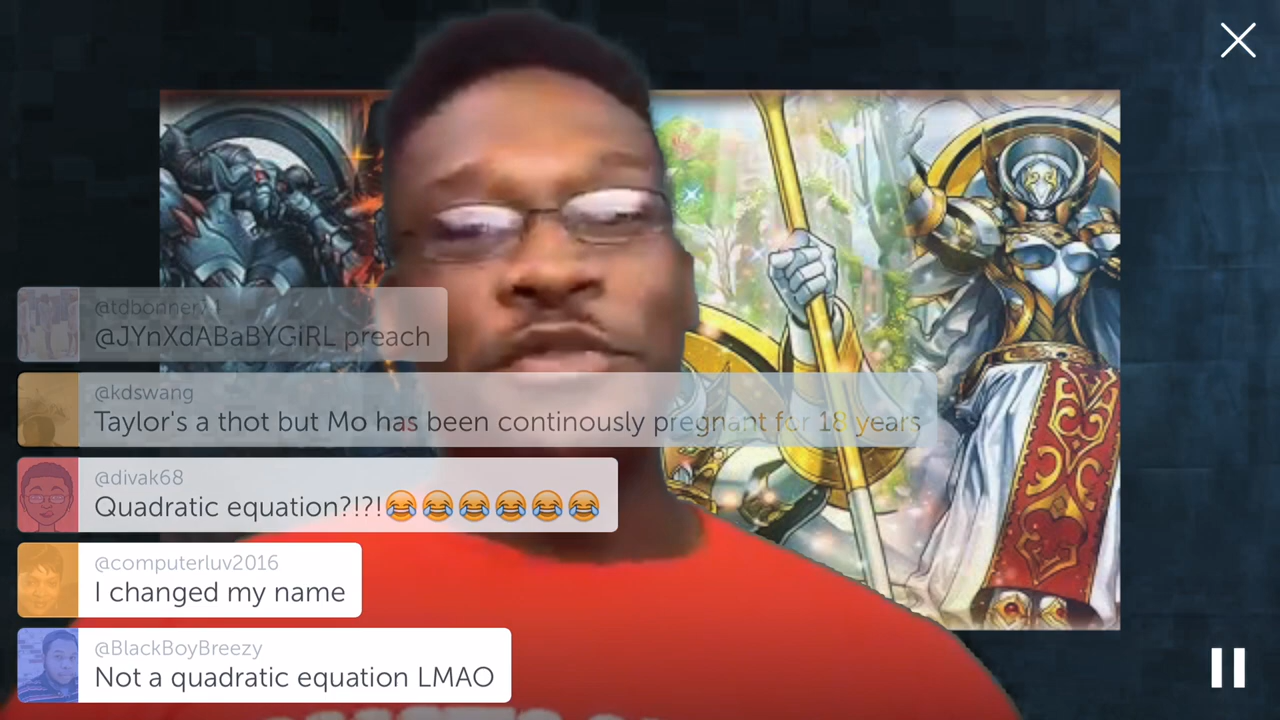 @JYnXdABaBYGiRL preach
@kdswang
Taylor's a thot but Mo has been continously pregnant for 18 years
@divak68
Quadratic equation?!?!😂😂😂😂😂😂
@computerluv2016
I changed my name
@BlackBoyBreezy
Not a quadratic equation LMAO